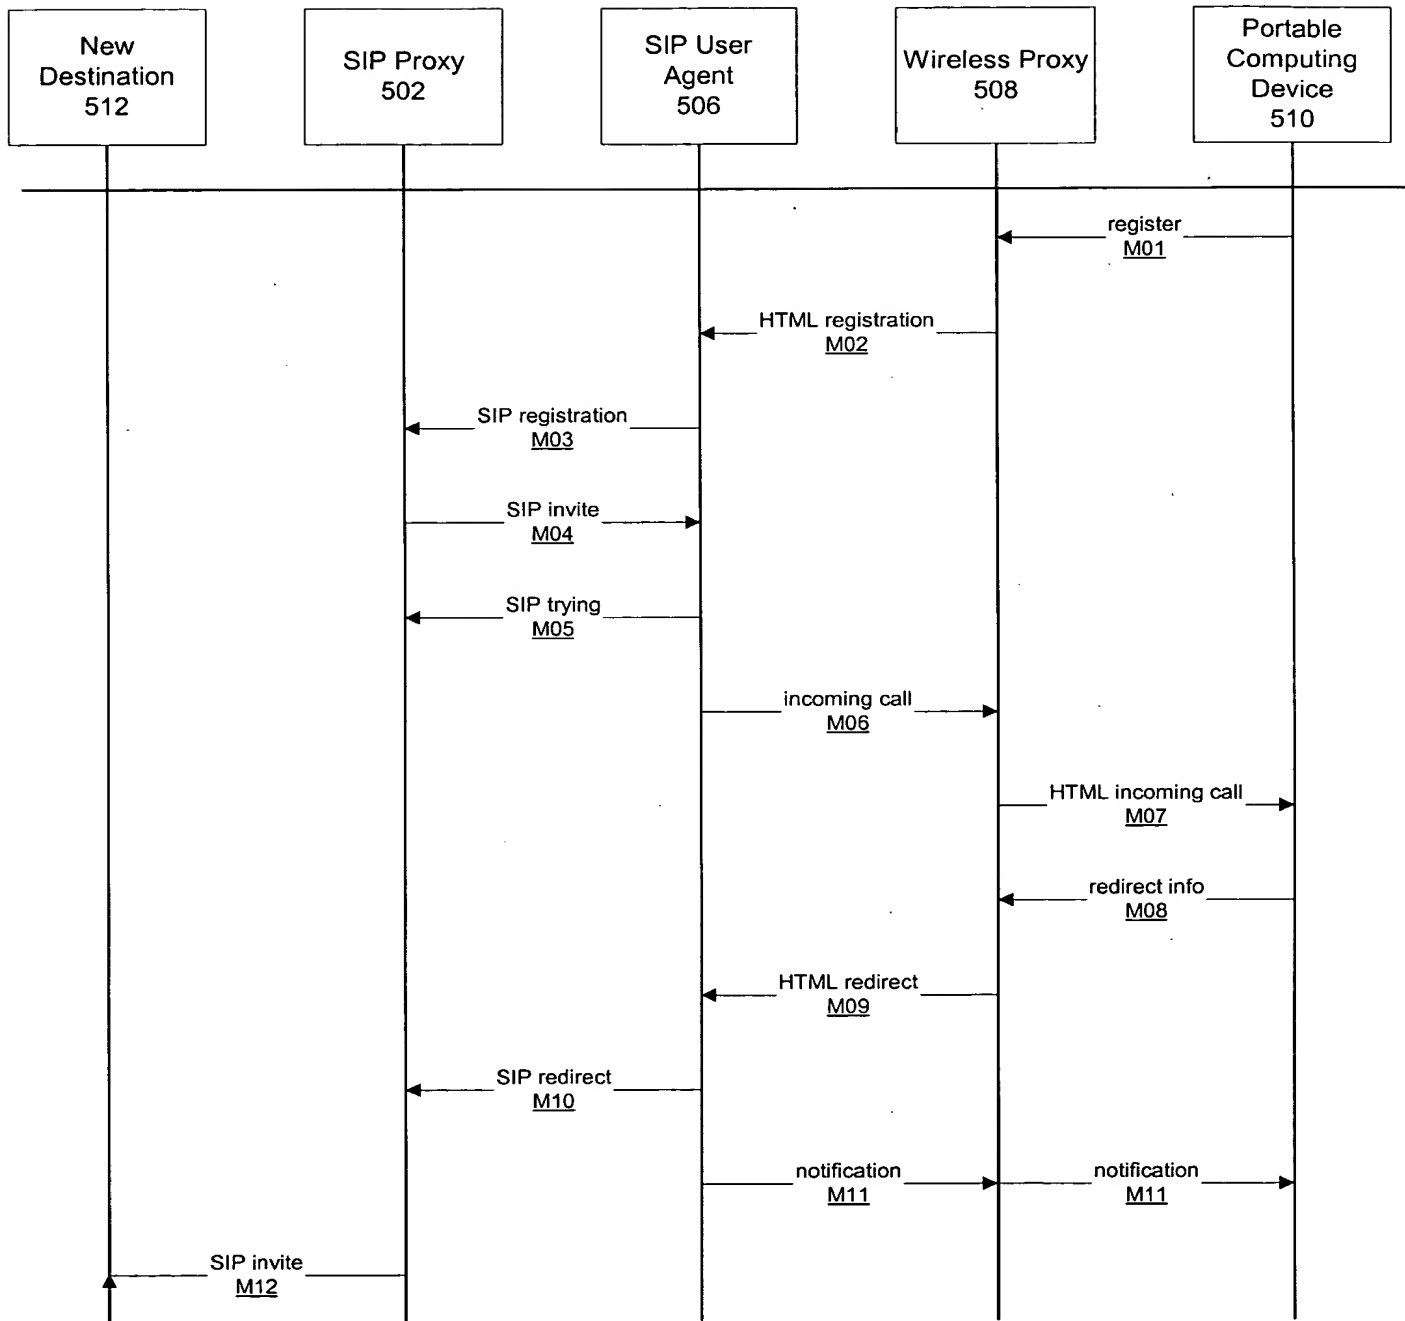 New
Destination
512
SIP Proxy
502
SIP User
Agent
506
Wireless Proxy
508
Portable
Computing
Device
510
register
M01
HTML registration
M02
SIP registration
M03
SIP invite
M04
SIP trying
M05
incoming call
M06
HTML incoming call
M07
redirect info
M08
HTML redirect
M09
SIP redirect
M10
notification
M11
notification
M11
SIP invite
M12